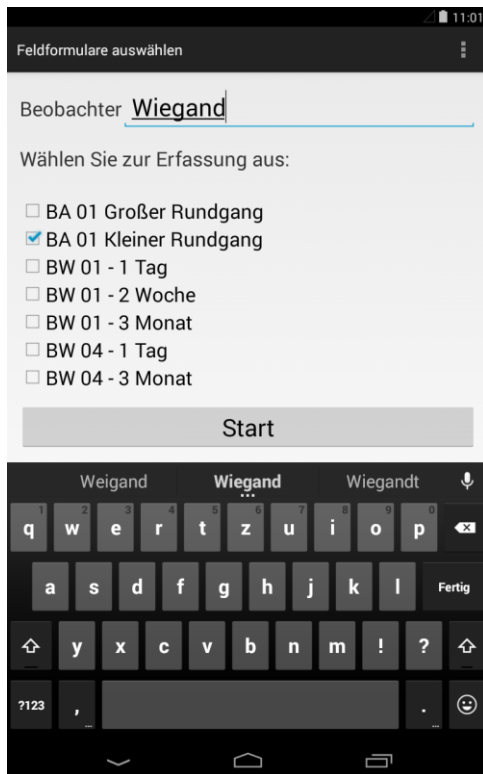 11:01
Feldformulare auswählen
Beobachter Wiegand
Wählen Sie zur Erfassung aus:
BA 01 Großer Rundgang
BA 01 Kleiner Rundgang
BW 01 - 1 Tag
BW 01 - 2 Woche
BW 01 - 3 Monat
BW 04 - 1 Tag
BW 04 - 3 Monat
Start
Weigand Wiegand Wiegandt
1 2 3 4 5 6 7 8 9 0
q w e r t z u i o p
a s d f g h j k l Fertig
y x c v b n m ! ?
?123 , .